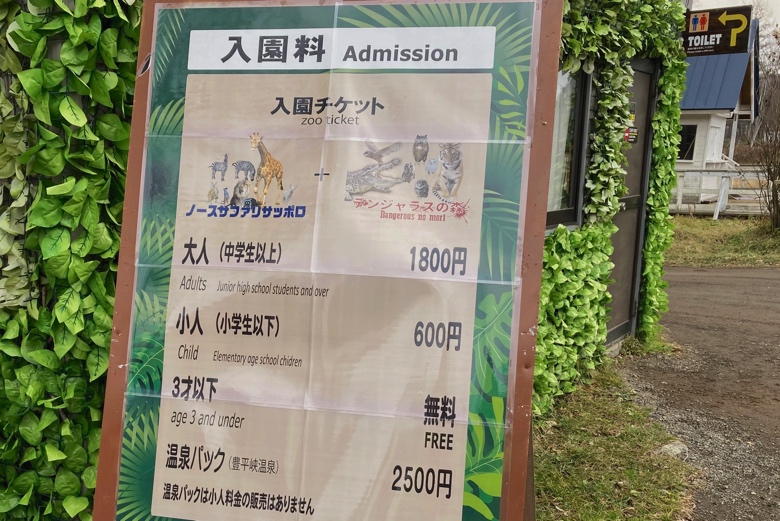 入園料 Admission
入園チケット
zoo ticket
ノースサファリサッポロ
+
デンジャラスの森
Dangerous no mori
大人 (中学生以上) 1800円
Adults Junior high school students and over
小人 (小学生以下) 600円
Child Elementary age school chidren
3才以下 無料
age 3 and under FREE
温泉パック (豊平峡温泉) 2500円
温泉パックは小人料金の販売はありません
TOILET